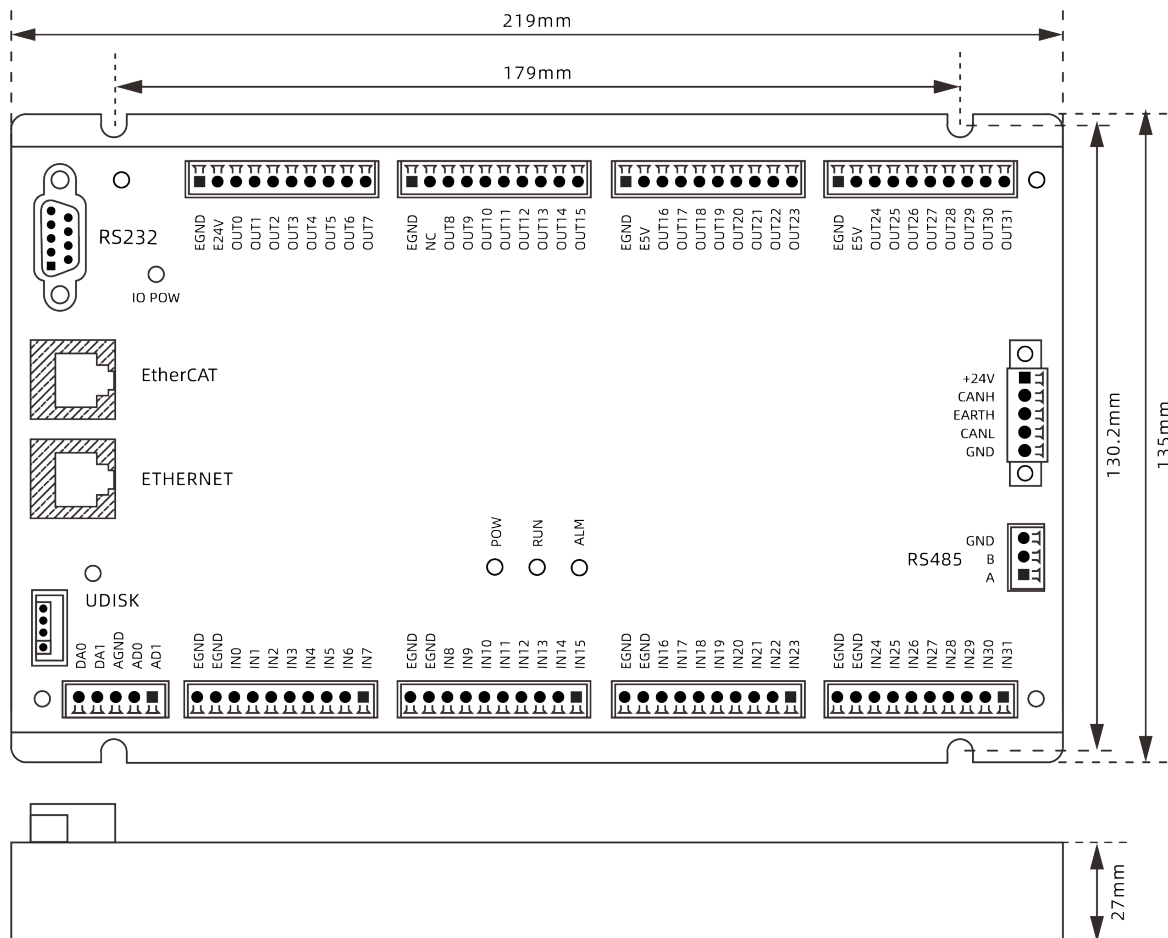 219mm
179mm
EGND
E24V
OUT0
OUT1
OUT2
OUT3
OUT4
OUT5
OUT6
OUT7
EGND
NC
OUT8
OUT9
OUT10
OUT11
OUT12
OUT13
OUT14
OUT15
EGND
E5V
OUT16
OUT17
OUT18
OUT19
OUT20
OUT21
OUT22
OUT23
EGND
E5V
OUT24
OUT25
OUT26
OUT27
OUT28
OUT29
OUT30
OUT31
RS232
IO POW
EtherCAT
ETHERNET
+24V
CANH
EARTH
CANL
GND
130.2mm
135mm
POW
RUN
ALM
RS485
GND
B
A
UDISK
DA0
DA1
AGND
AD0
AD1
EGND
EGND
IN0
IN1
IN2
IN3
IN4
IN5
IN6
IN7
EGND
EGND
IN8
IN9
IN10
IN11
IN12
IN13
IN14
IN15
EGND
EGND
IN16
IN17
IN18
IN19
IN20
IN21
IN22
IN23
EGND
EGND
IN24
IN25
IN26
IN27
IN28
IN29
IN30
IN31
27mm